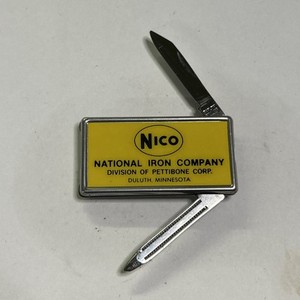 NICO
NATIONAL IRON COMPANY
DIVISION OF PETTIBONE CORP.
DULUTH MINNESOTA